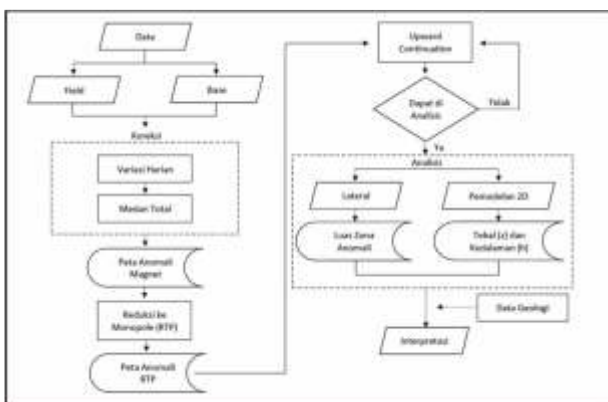 Data
Field
Base
Koreksi
Variasi Harian
Medan Total
Peta Anomali
Magnet
Reduksi ke
Monopole (RTP)
Peta Anomali
RTP
Upward
Continuation
Dapat di
Analisis
Tidak
Ya
Analisis
Lateral
Pemodelan 2D
Luas Zona
Anomali
Tebal (z) dan
Kedalaman (h)
Data Geologi
Interpretasi